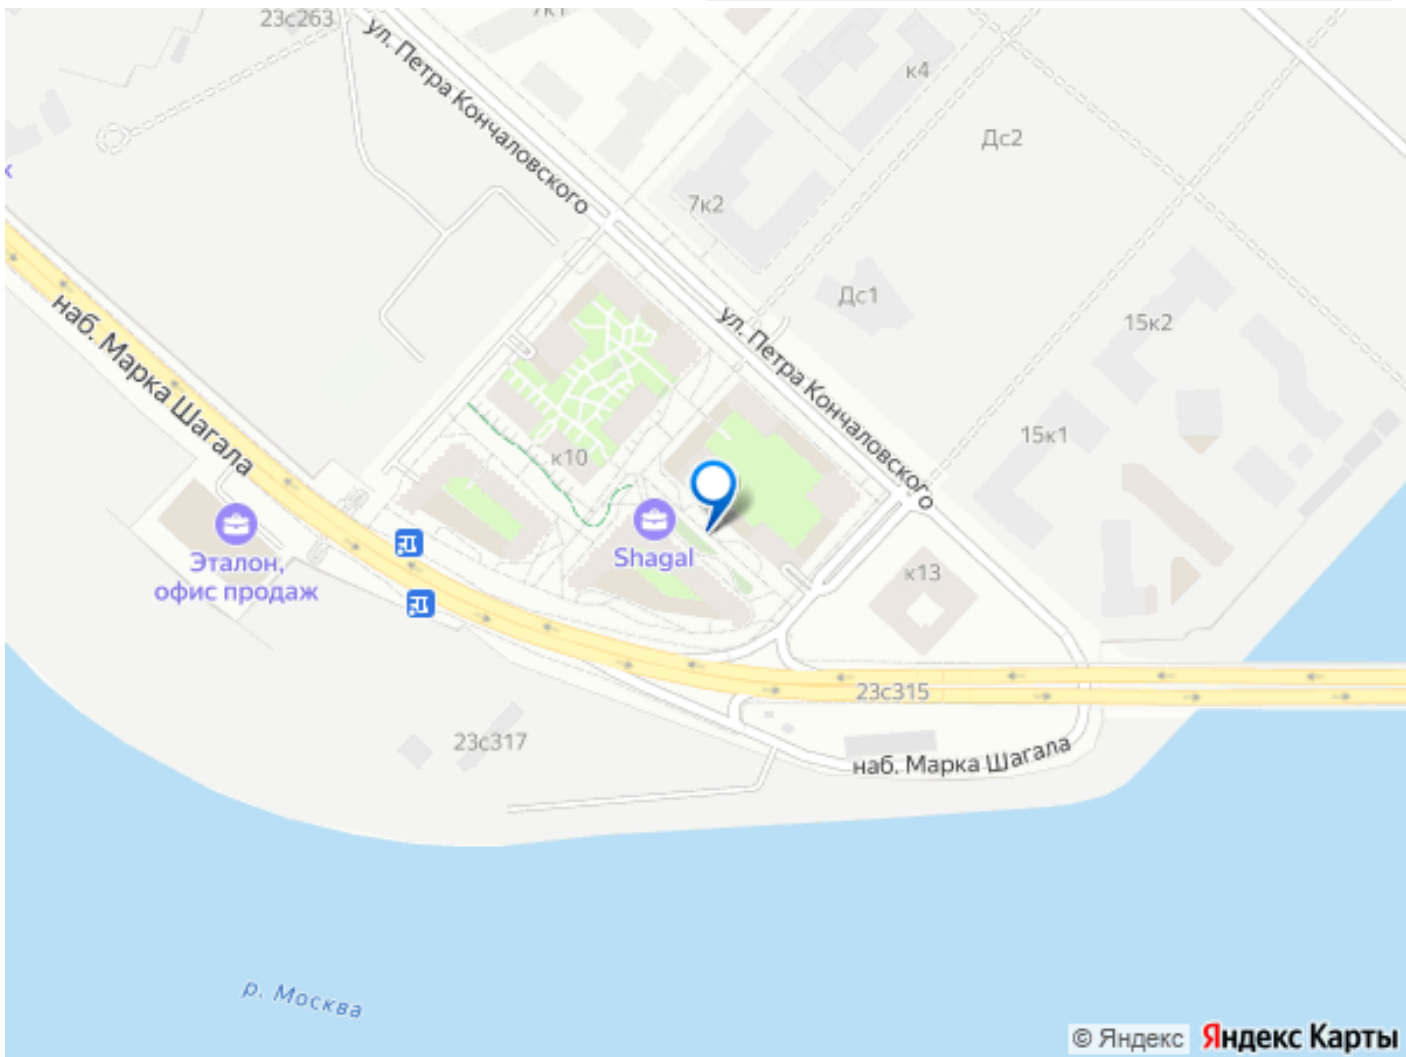 23с263
7к1
ул. Петра Кончаловского
к4
Дс2
к
7к2
Дс1
15к2
ул. Петра Кончаловского
наб. Марка Шагала
15к1
к10
Shagal
Эталон,
офис продаж
к13
23с315
23с317
наб. Марка Шагала
р. Москва
© Яндекс Яндекс Карты